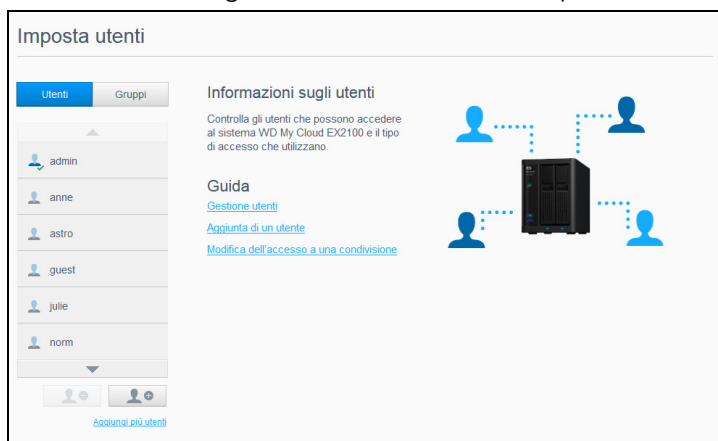 Imposta utenti
Utenti
Gruppi
admin
anne
astro
guest
julie
norm
Aggiungi più utenti
Informazioni sugli utenti
Controlla gli utenti che possono accedere
al sistema WD My Cloud EX2100 e il tipo
di accesso che utilizzano.
Guida
Gestione utenti
Aggiunta di un utente
Modifica dell'accesso a una condivisione